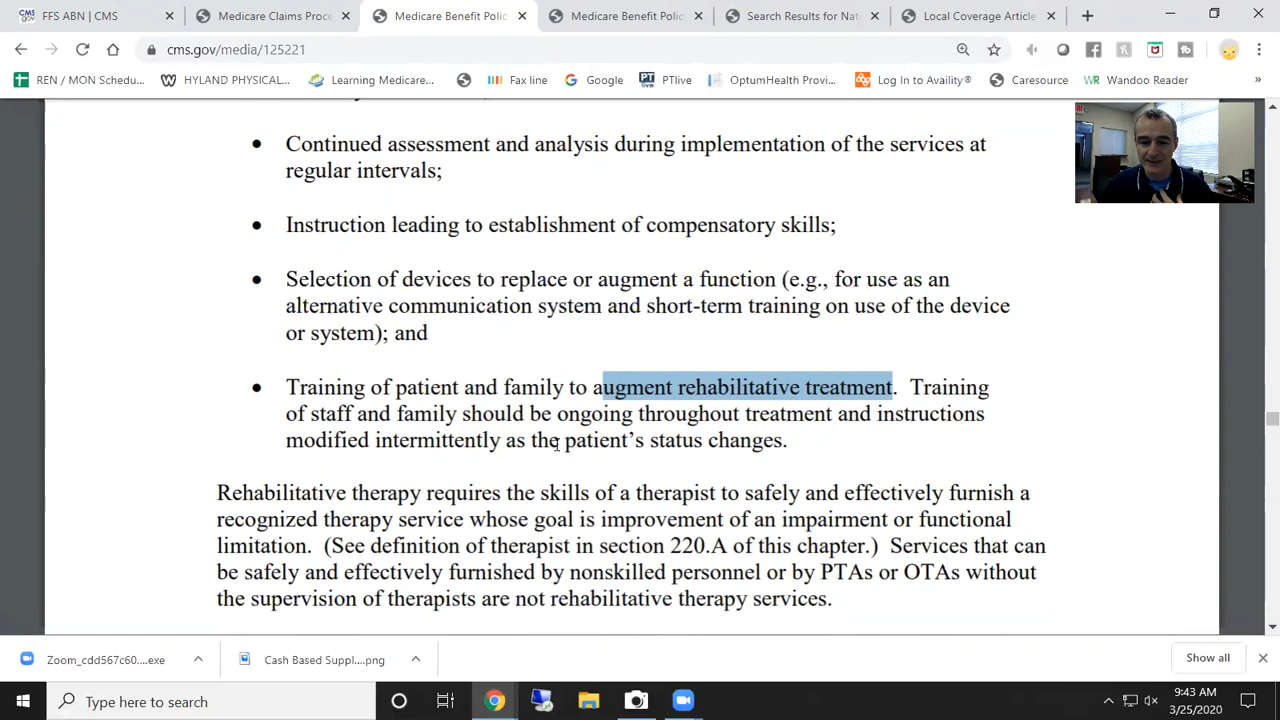 FFS ABN | CMS
Medicare Claims Proce
Medicare Benefit Polic
Medicare Benefit Polic
Search Results for Nat
Local Coverage Article
cms.gov/media/125221
REN / MON Schedu...
HYLAND PHYSICAL...
Learning Medicare...
Fax line
Google
PTlive
OptumHealth Provi...
Log In to Availity®
Caresource
WR Wandoo Reader
»
• Continued assessment and analysis during implementation of the services at
regular intervals;
• Instruction leading to establishment of compensatory skills;
• Selection of devices to replace or augment a function (e.g., for use as an
alternative communication system and short-term training on use of the device
or system); and
• Training of patient and family to augment rehabilitative treatment. Training
of staff and family should be ongoing throughout treatment and instructions
modified intermittently as the patient’s status changes.
Rehabilitative therapy requires the skills of a therapist to safely and effectively furnish a
recognized therapy service whose goal is improvement of an impairment or functional
limitation. (See definition of therapist in section 220.A of this chapter.) Services that can
be safely and effectively furnished by nonskilled personnel or by PTAs or OTAs without
the supervision of therapists are not rehabilitative therapy services.
Zoom_cdd567c60....exe
Cash Based Suppl....png
Show all
Type here to search
9:43 AM
3/25/2020